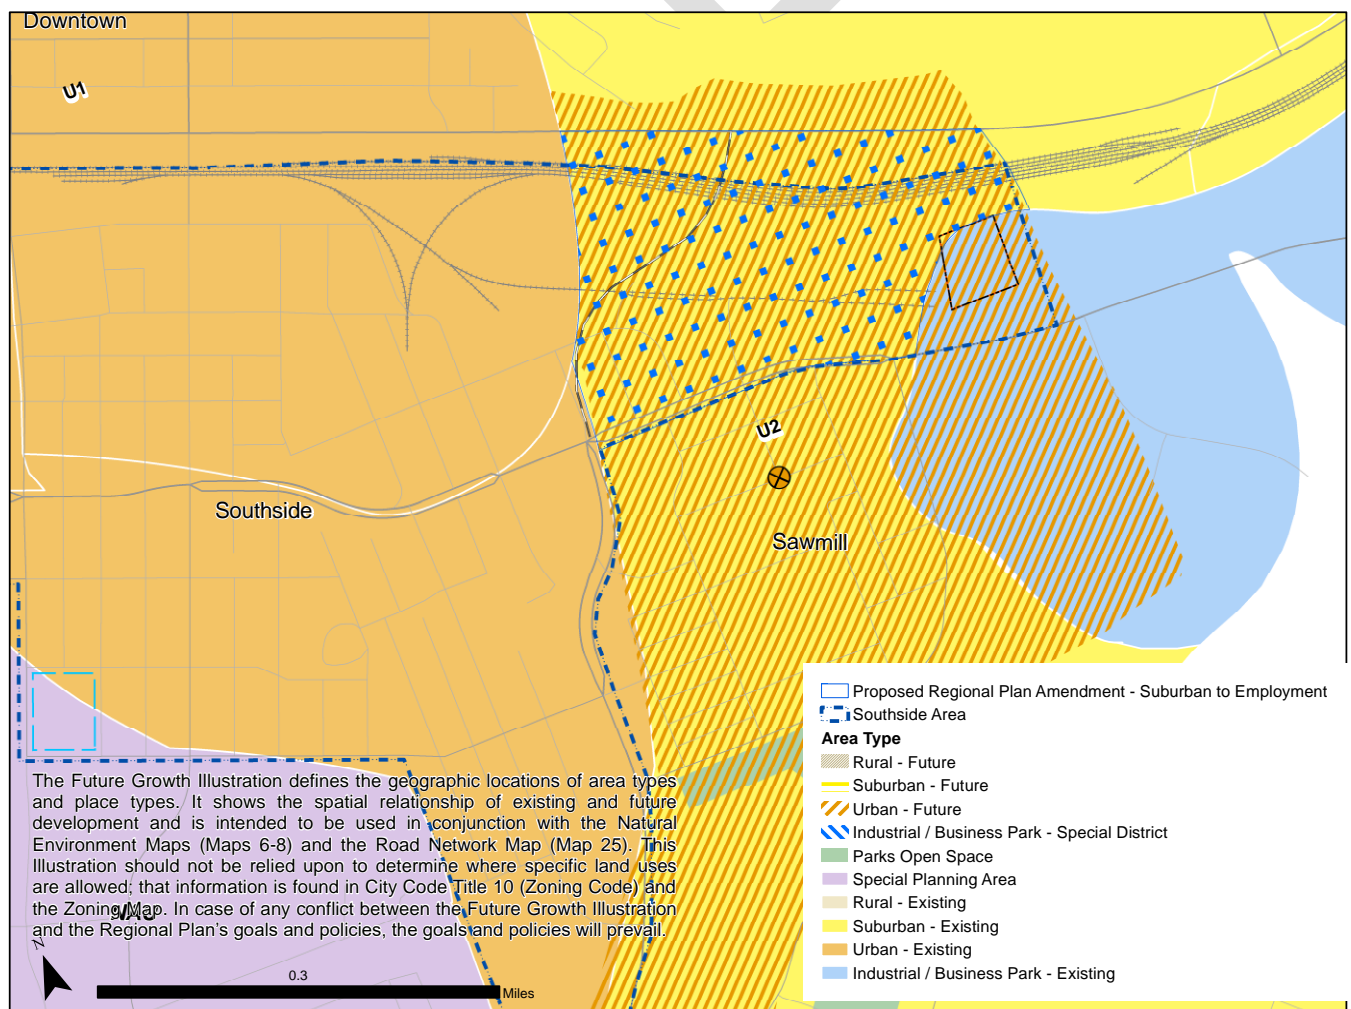 Downtown
U1
U2
Southside
Sawmill
Proposed Regional Plan Amendment - Suburban to Employment
Southside Area
Area Type
Rural - Future
Suburban - Future
Urban - Future
Industrial / Business Park - Special District
Parks Open Space
Special Planning Area
Rural - Existing
Suburban - Existing
Urban - Existing
Industrial / Business Park - Existing
The Future Growth Illustration defines the geographic locations of area types
and place types. It shows the spatial relationship of existing and future
development and is intended to be used in conjunction with the Natural
Environment Maps (Maps 6-8) and the Road Network Map (Map 25). This
Illustration should not be relied upon to determine where specific land uses
are allowed; that information is found in City Code Title 10 (Zoning Code) and
the Zoning Map. In case of any conflict between the Future Growth Illustration
and the Regional Plan's goals and policies, the goals and policies will prevail.
NAU
N
0.3
Miles